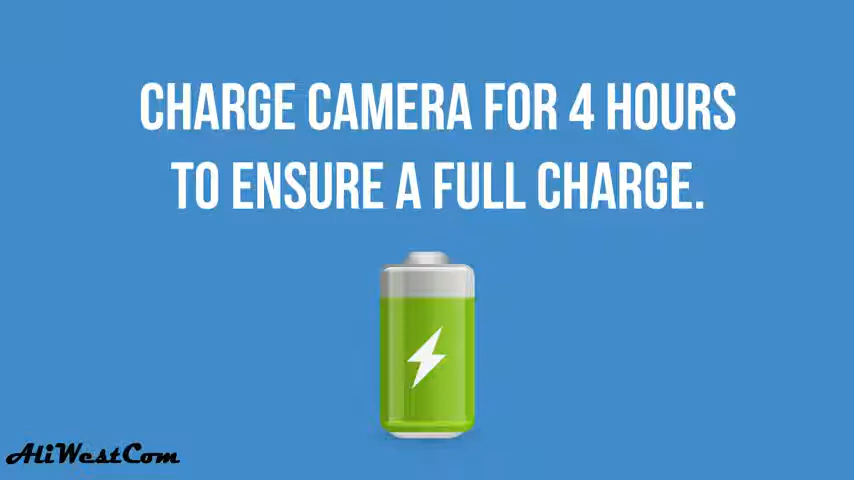 CHARGE CAMERA FOR 4 HOURS
TO ENSURE A FULL CHARGE.
AliWestCom